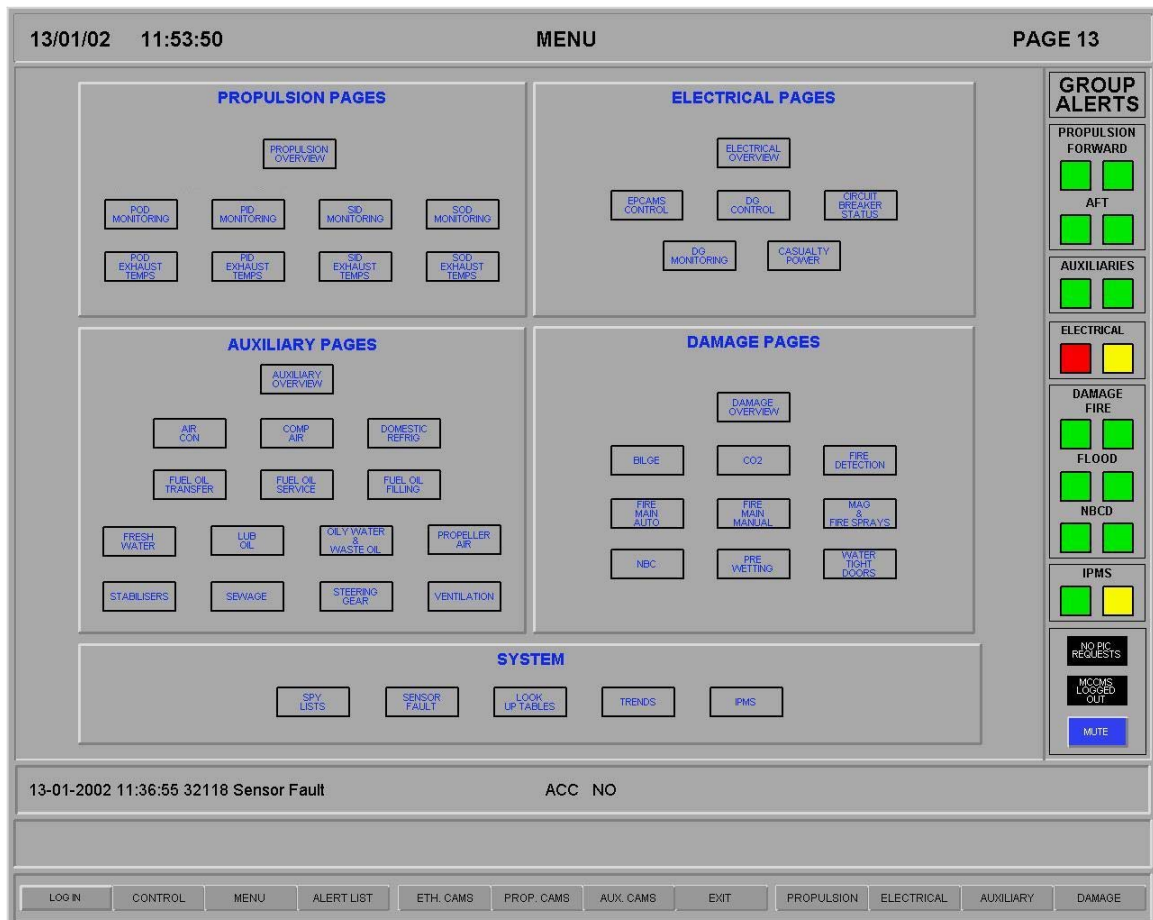 13/01/02 11:53:50 MENU PAGE 13
PROPULSION PAGES
PROPULSION
OVERVIEW
POD
MONITORING
PID
MONITORING
SID
MONITORING
SOD
MONITORING
POD
EXHAUST
TEMPS
PID
EXHAUST
TEMPS
SID
EXHAUST
TEMPS
SOD
EXHAUST
TEMPS
ELECTRICAL PAGES
ELECTRICAL
OVERVIEW
EPCAMS
CONTROL
DG
CONTROL
CIRCUIT
BREAKER
STATUS
DG
MONITORING
CASUALTY
POWER
AUXILIARY PAGES
AUXILIARY
OVERVIEW
AIR
CON
COMP
AIR
DOMESTIC
REFRIG
FUEL OIL
TRANSFER
FUEL OIL
SERVICE
FUEL OIL
FILLING
FRESH
WATER
LUB
OIL
OILY WATER
&
WASTE OIL
PROPELLER
AIR
STABILISERS
SEWAGE
STEERING
GEAR
VENTILATION
DAMAGE PAGES
DAMAGE
OVERVIEW
BILGE
CO2
FIRE
DETECTION
FIRE
MAIN
AUTO
FIRE
MAIN
MANUAL
MAG
&
FIRE SPRAYS
NBC
PRE
WETTING
WATER
TIGHT
DOORS
SYSTEM
SPY
LISTS
SENSOR
FAULT
LOOK
UP TABLES
TRENDS
IPMS
GROUP
ALERTS
PROPULSION
FORWARD
AFT
AUXILIARIES
ELECTRICAL
DAMAGE
FIRE
FLOOD
NBCD
IPMS
NO PIC
REQUESTS
MCCMS
LOGGED
OUT
MUTE
13-01-2002 11:36:55 32118 Sensor Fault ACC NO
LOG IN CONTROL MENU ALERT LIST ETH. CAMS PROP. CAMS AUX. CAMS EXIT PROPULSION ELECTRICAL AUXILIARY DAMAGE